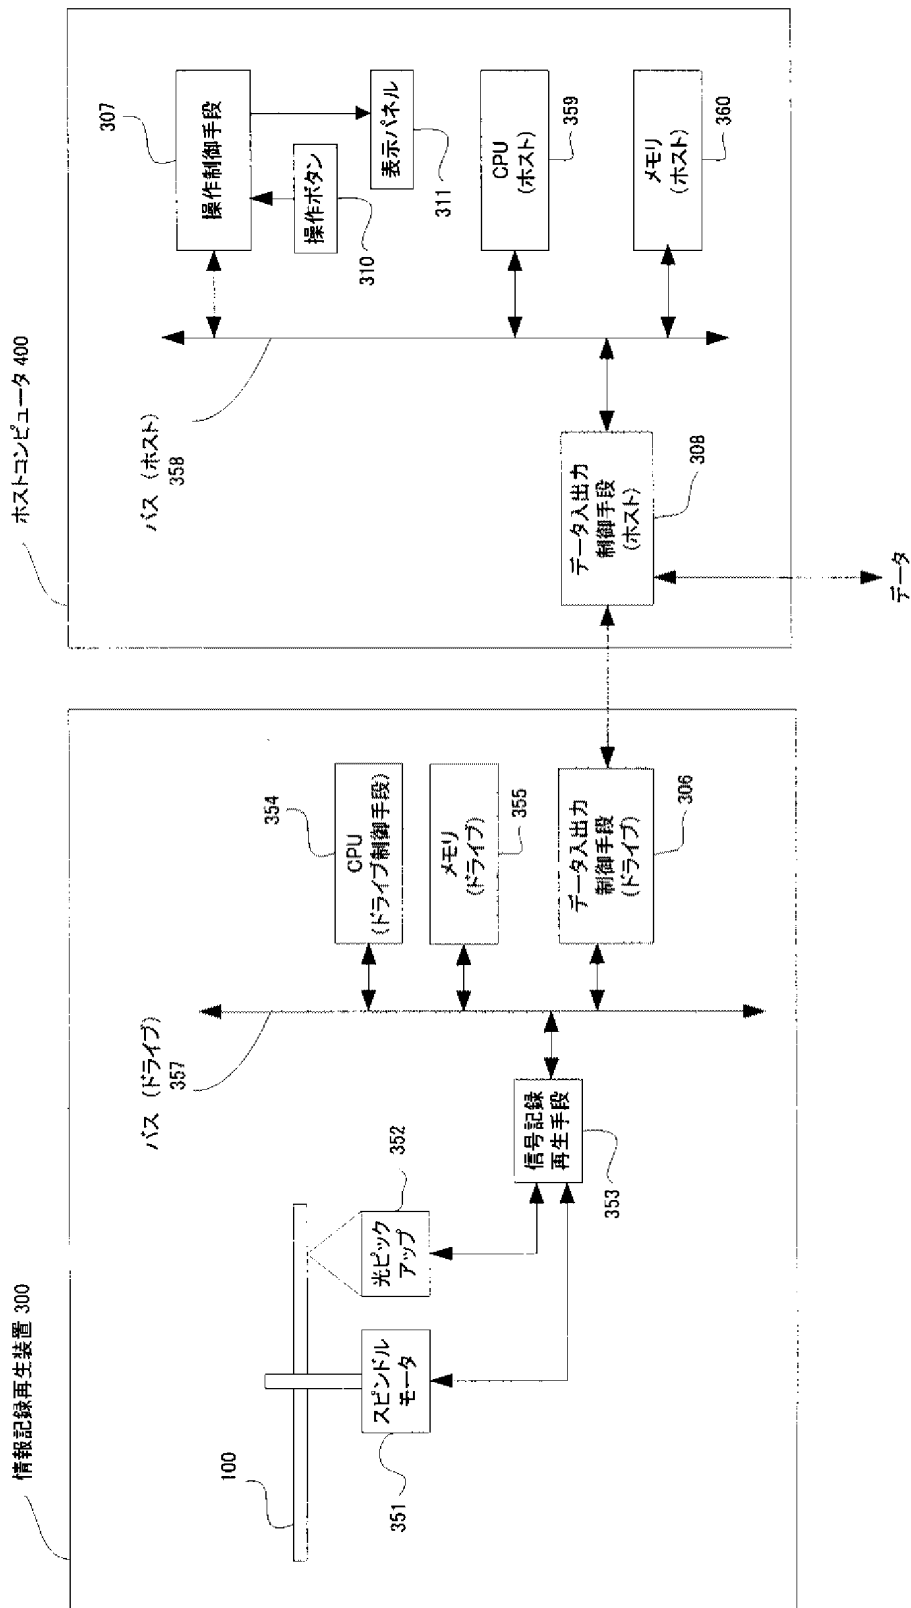 情報記録再生装置 300
100
スピンドル
モータ
351
光ピック
アップ
352
信号記録
再生手段
353
バス (ドライブ)
357
CPU
(ドライブ制御手段)
354
メモリ
(ドライブ)
355
データ入出力
制御手段
(ドライブ)
306
ホストコンピュータ 400
バス (ホスト)
358
操作制御手段
307
操作ボタン
310
表示パネル
311
CPU
(ホスト)
359
メモリ
(ホスト)
360
データ入出力
制御手段
(ホスト)
308
データ